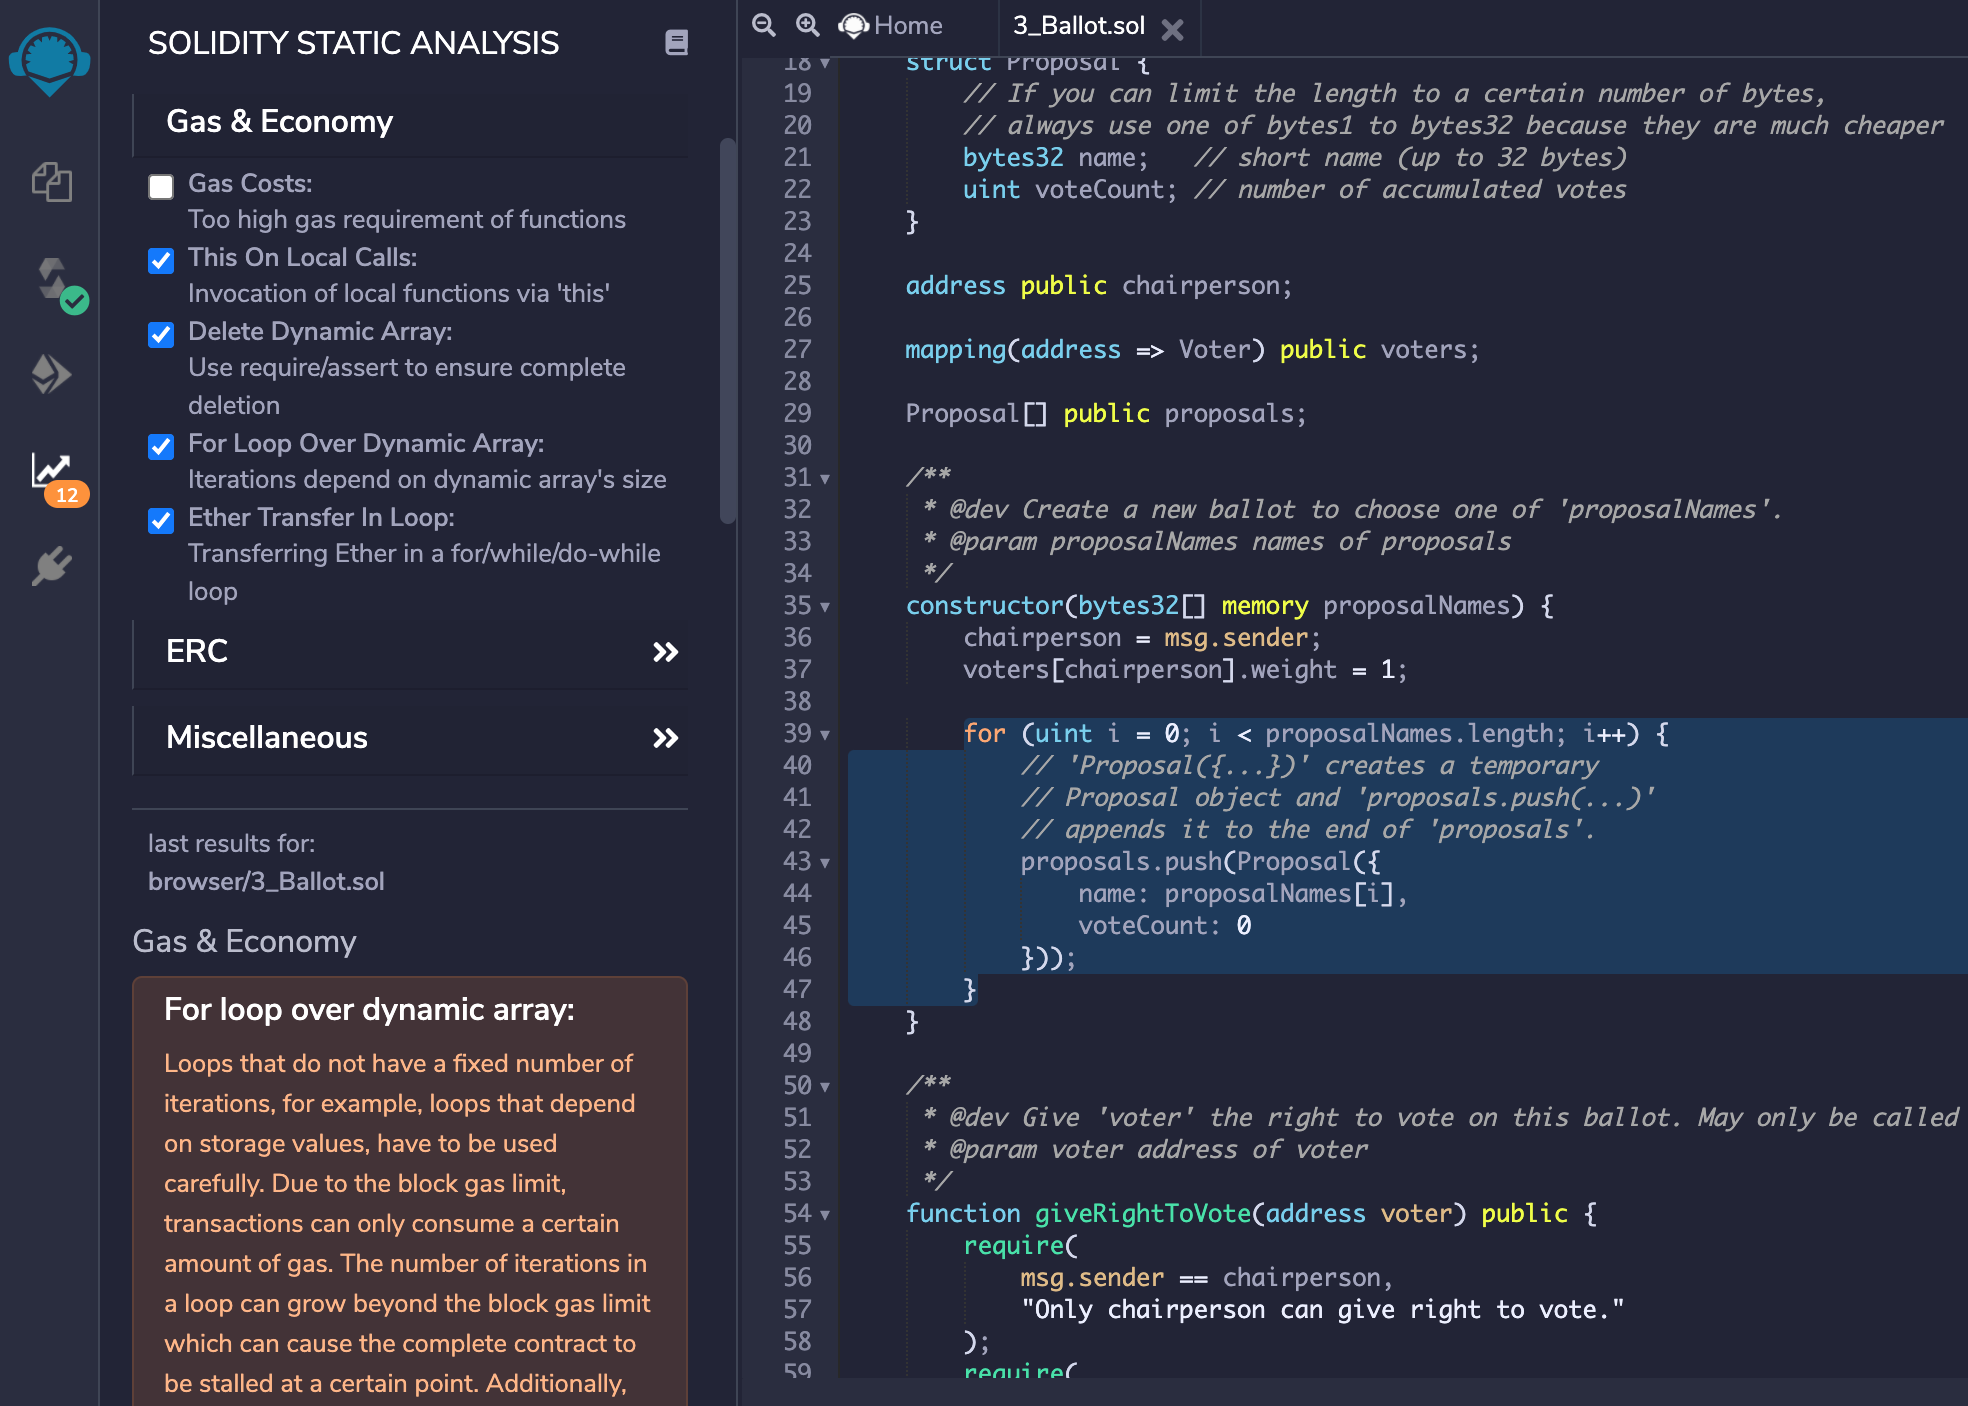 SOLIDITY STATIC ANALYSIS
Gas & Economy
Gas Costs:
Too high gas requirement of functions
This On Local Calls:
Invocation of local functions via 'this'
Delete Dynamic Array:
Use require/assert to ensure complete
deletion
For Loop Over Dynamic Array:
Iterations depend on dynamic array's size
Ether Transfer In Loop:
Transferring Ether in a for/while/do-while
loop
ERC
Miscellaneous
last results for:
browser/3_Ballot.sol
Gas & Economy
For loop over dynamic array:
Loops that do not have a fixed number of
iterations, for example, loops that depend
on storage values, have to be used
carefully. Due to the block gas limit,
transactions can only consume a certain
amount of gas. The number of iterations in
a loop can grow beyond the block gas limit
which can cause the complete contract to
be stalled at a certain point. Additionally,
12
Home
3_Ballot.sol
18 struct Proposal {
19 // If you can limit the length to a certain number of bytes,
20 // always use one of bytes1 to bytes32 because they are much cheaper
21 bytes32 name;   // short name (up to 32 bytes)
22 uint voteCount; // number of accumulated votes
23 }
24
25 address public chairperson;
26
27 mapping(address => Voter) public voters;
28
29 Proposal[] public proposals;
30
31 /**
32 * @dev Create a new ballot to choose one of 'proposalNames'.
33 * @param proposalNames names of proposals
34 */
35 constructor(bytes32[] memory proposalNames) {
36 chairperson = msg.sender;
37 voters[chairperson].weight = 1;
38
39 for (uint i = 0; i < proposalNames.length; i++) {
40 // 'Proposal({...})' creates a temporary
41 // Proposal object and 'proposals.push(...)'
42 // appends it to the end of 'proposals'.
43 proposals.push(Proposal({
44 name: proposalNames[i],
45 voteCount: 0
46 }));
47 }
48 }
49
50 /**
51 * @dev Give 'voter' the right to vote on this ballot. May only be called
52 * @param voter address of voter
53 */
54 function giveRightToVote(address voter) public {
55 require(
56 msg.sender == chairperson,
57 "Only chairperson can give right to vote."
58 );
59 require(